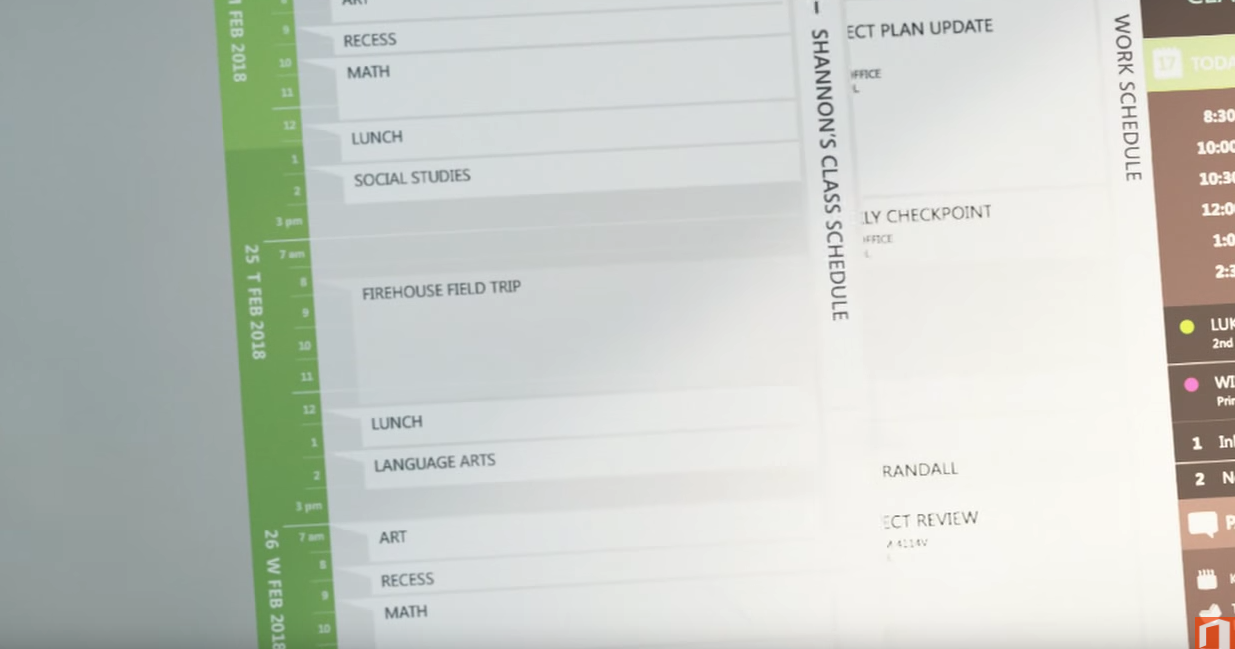 M FEB 2018
9
10
11
12
1
2
3 pm
ART
RECESS
MATH
LUNCH
SOCIAL STUDIES
25 T FEB 2018
7 am
8
9
10
11
12
1
2
3 pm
FIREHOUSE FIELD TRIP
LUNCH
LANGUAGE ARTS
26 W FEB 2018
7 am
8
9
10
ART
RECESS
MATH
SHANNON'S CLASS SCHEDULE
ECT PLAN UPDATE
FFICE
L
LY CHECKPOINT
OFFICE
L
RANDALL
ECT REVIEW
4114V
WORK SCHEDULE
17 TODA
8:30
10:00
10:30
12:0
1:0
2:3
LUK
2nd
WI
Pri
1 In
2 N
P